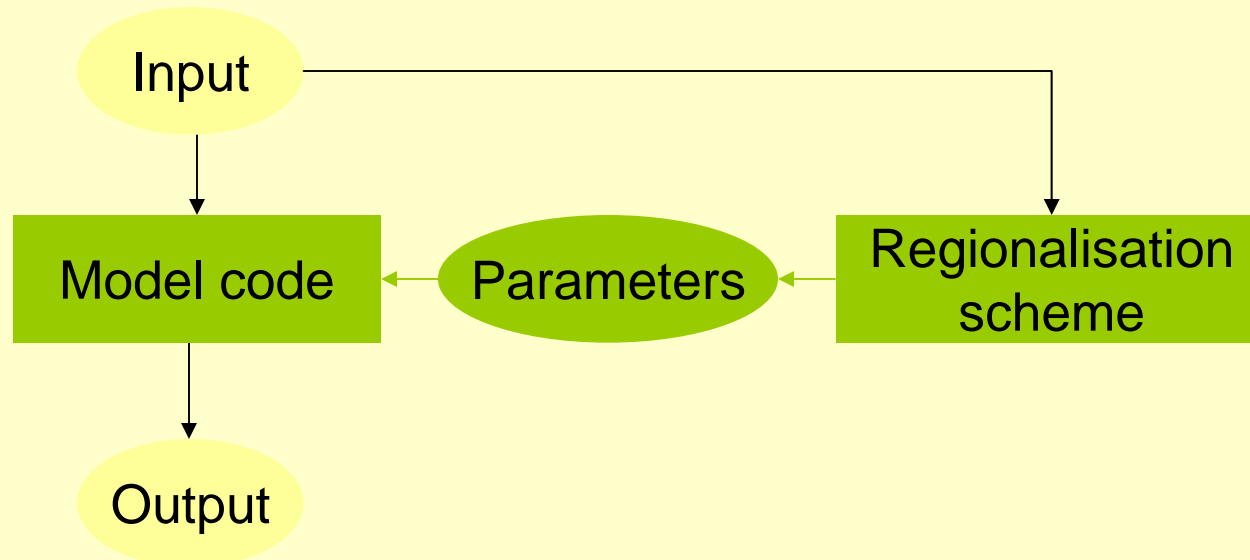 Input
Model code
Parameters
Regionalisation
scheme
Output